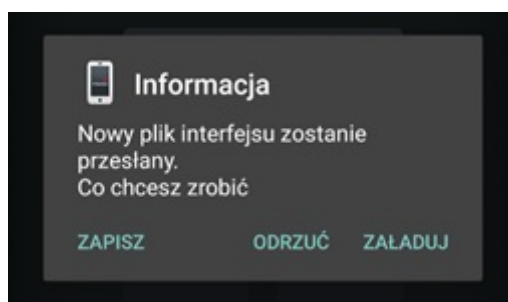 Informacja
Nowy plik interfejsu zostanie
przesłany.
Co chcesz zrobić
ZAPISZ ODRZUĆ ZAŁADUJ